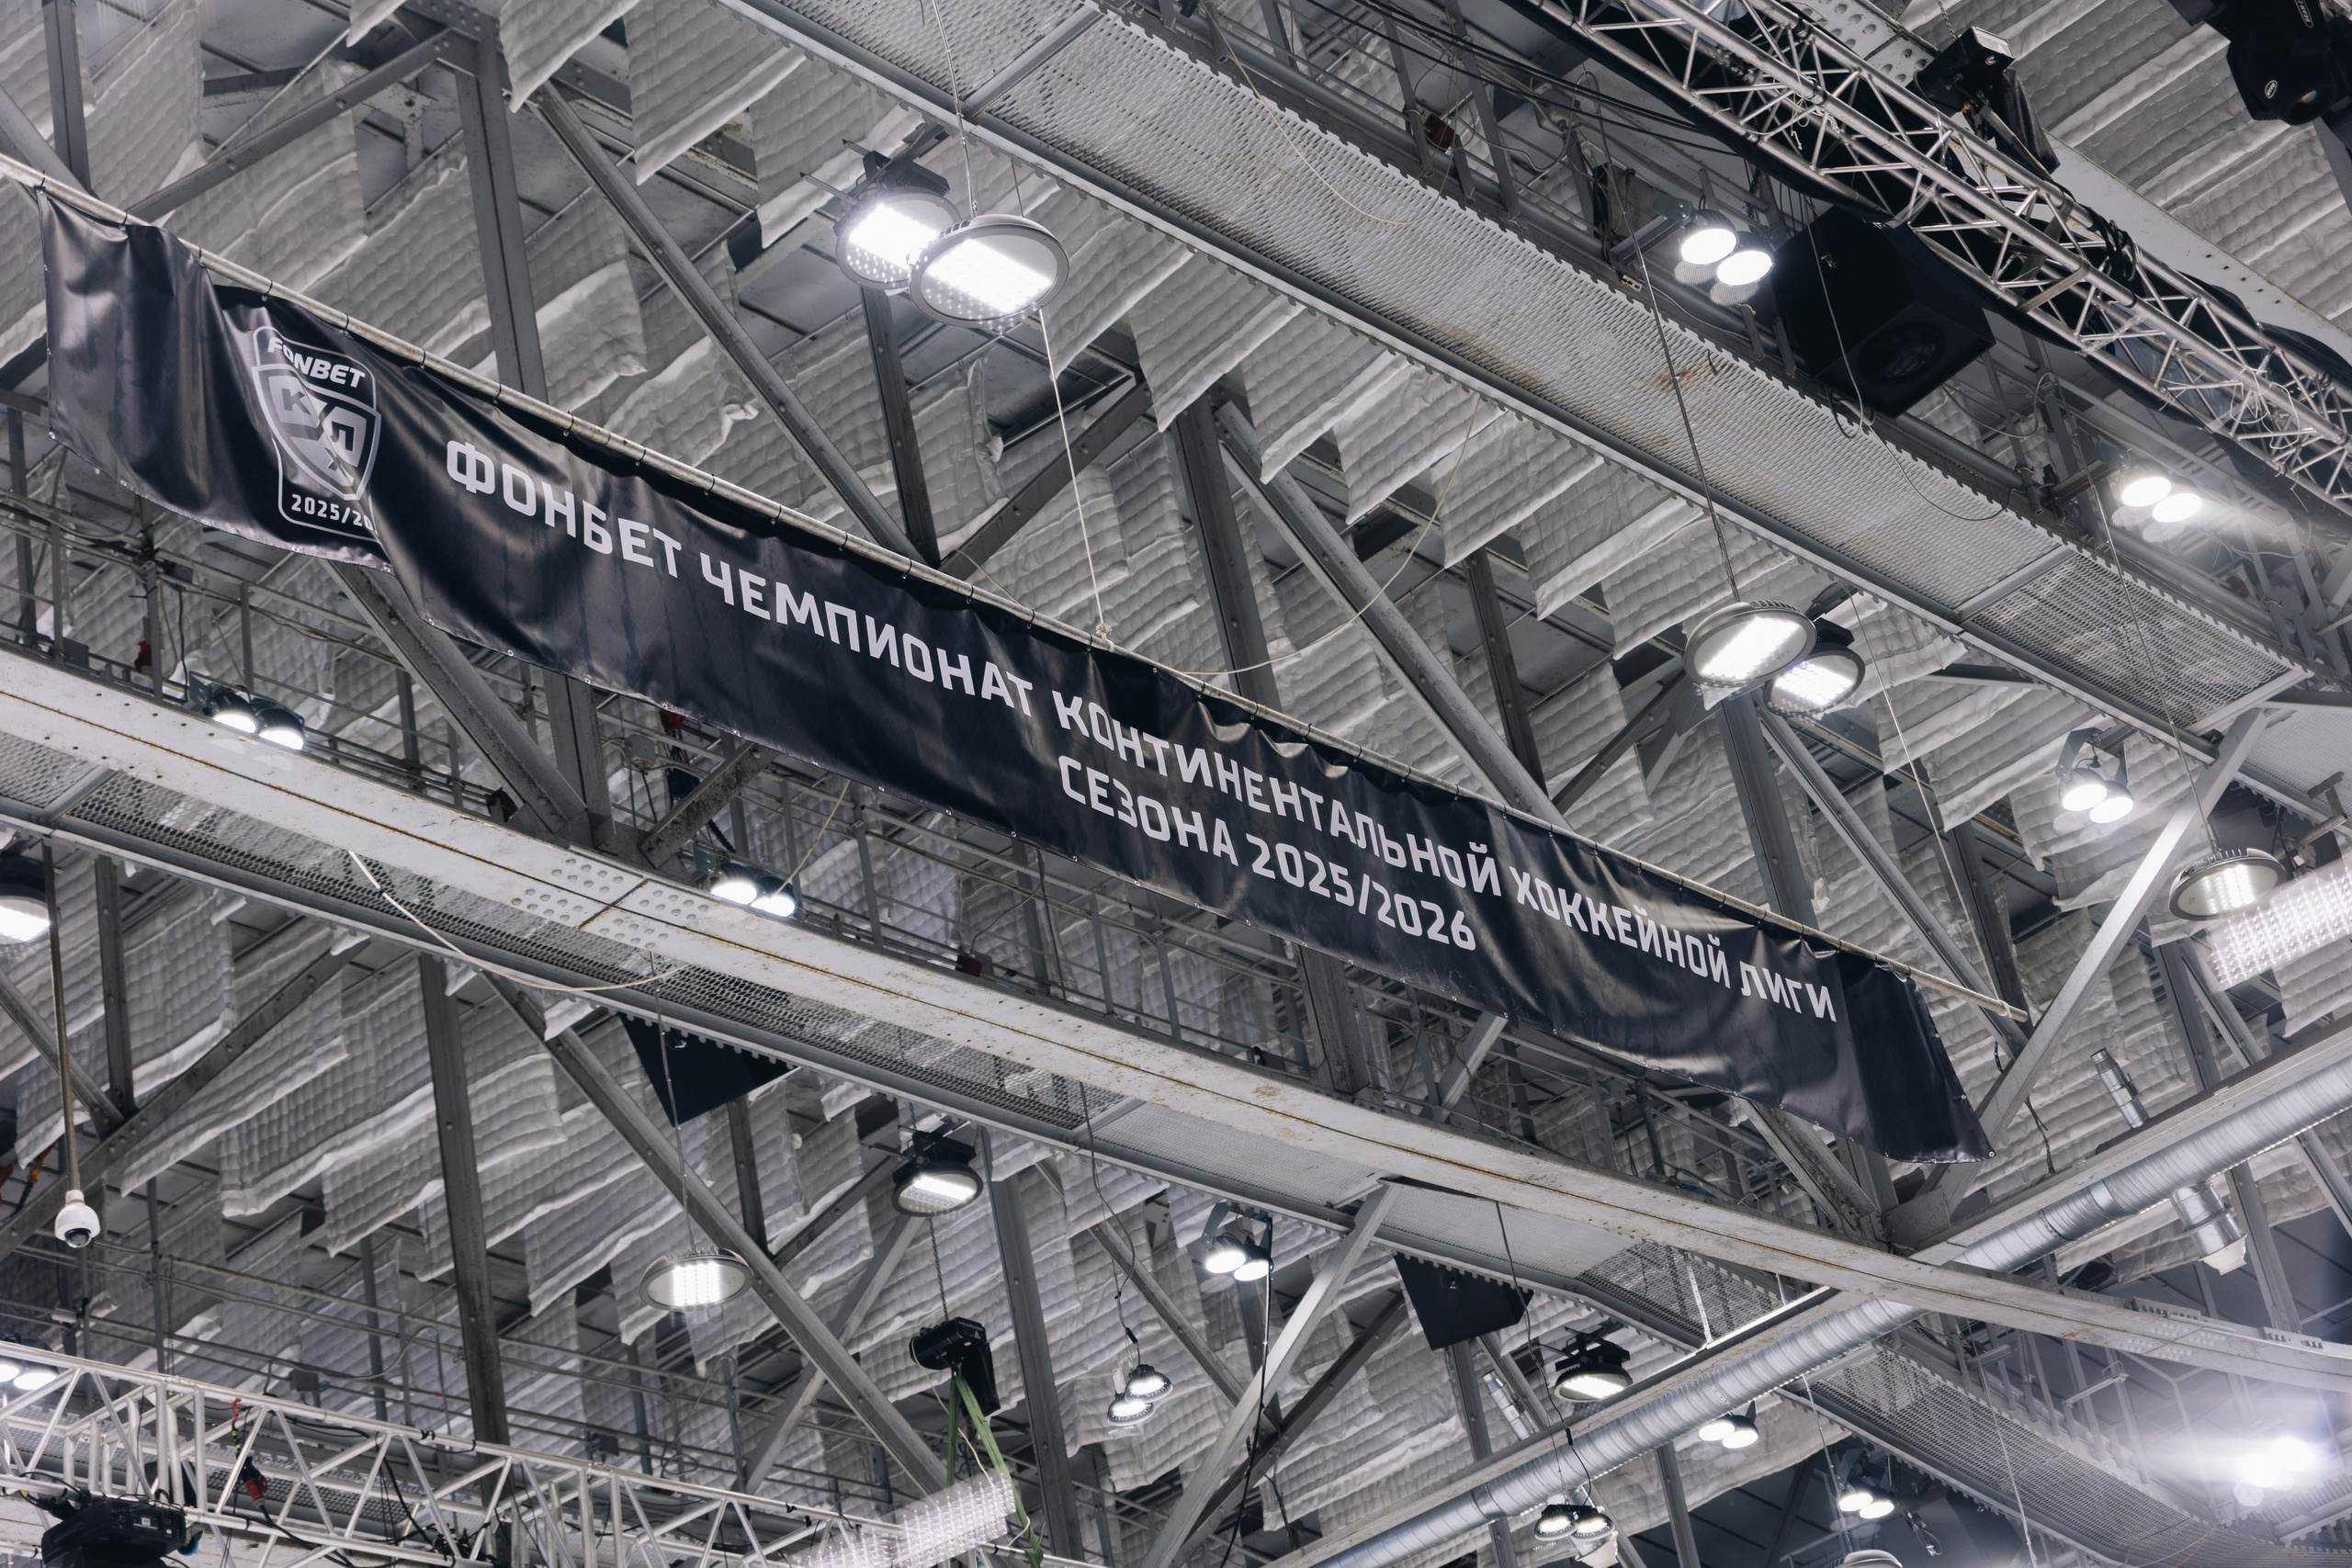 FONBET
КХЛ
2025/26
ФОНБЕТ ЧЕМПИОНАТ КОНТИНЕНТАЛЬНОЙ ХОККЕЙНОЙ ЛИГИ
СЕЗОНА 2025/2026